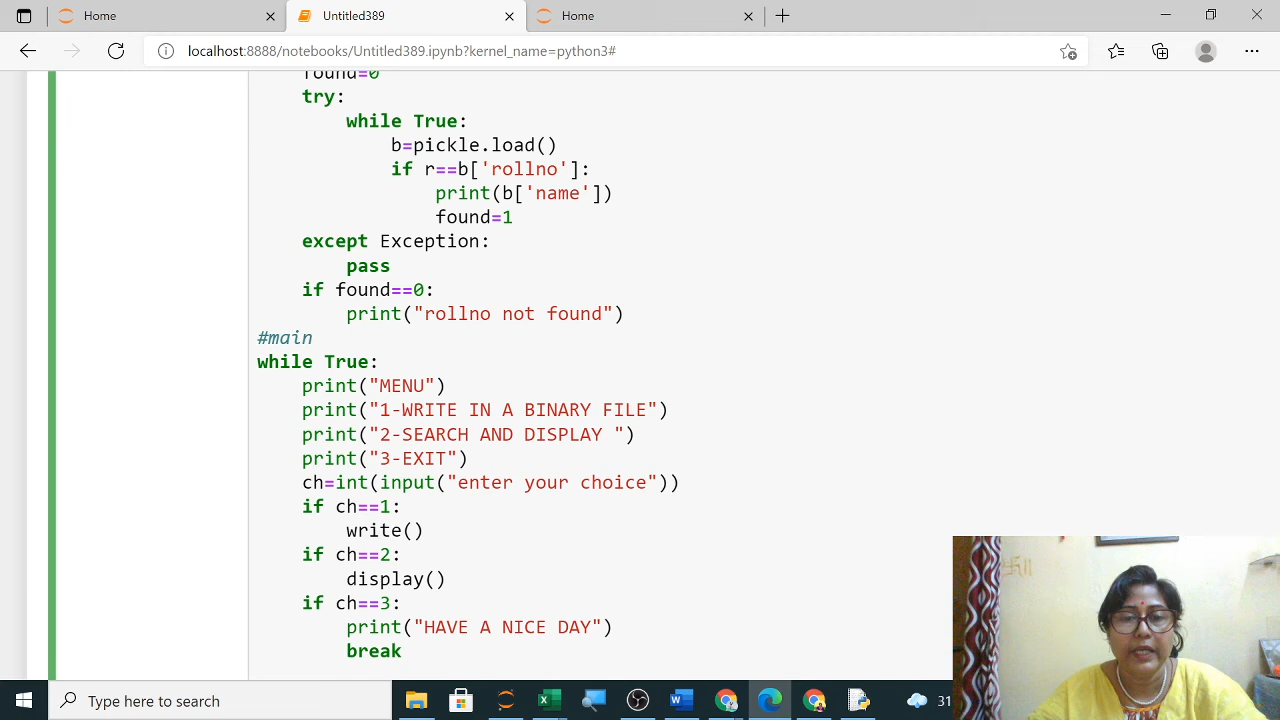 Home
Untitled389
Home
localhost:8888/notebooks/Untitled389.ipynb?kernel_name=python3#
found=0
try:
while True:
b=pickle.load()
if r==b['rollno']:
print(b['name'])
found=1
except Exception:
pass
if found==0:
print("rollno not found")
#main
while True:
print("MENU")
print("1-WRITE IN A BINARY FILE")
print("2-SEARCH AND DISPLAY ")
print("3-EXIT")
ch=int(input("enter your choice"))
if ch==1:
write()
if ch==2:
display()
if ch==3:
print("HAVE A NICE DAY")
break
Type here to search
31